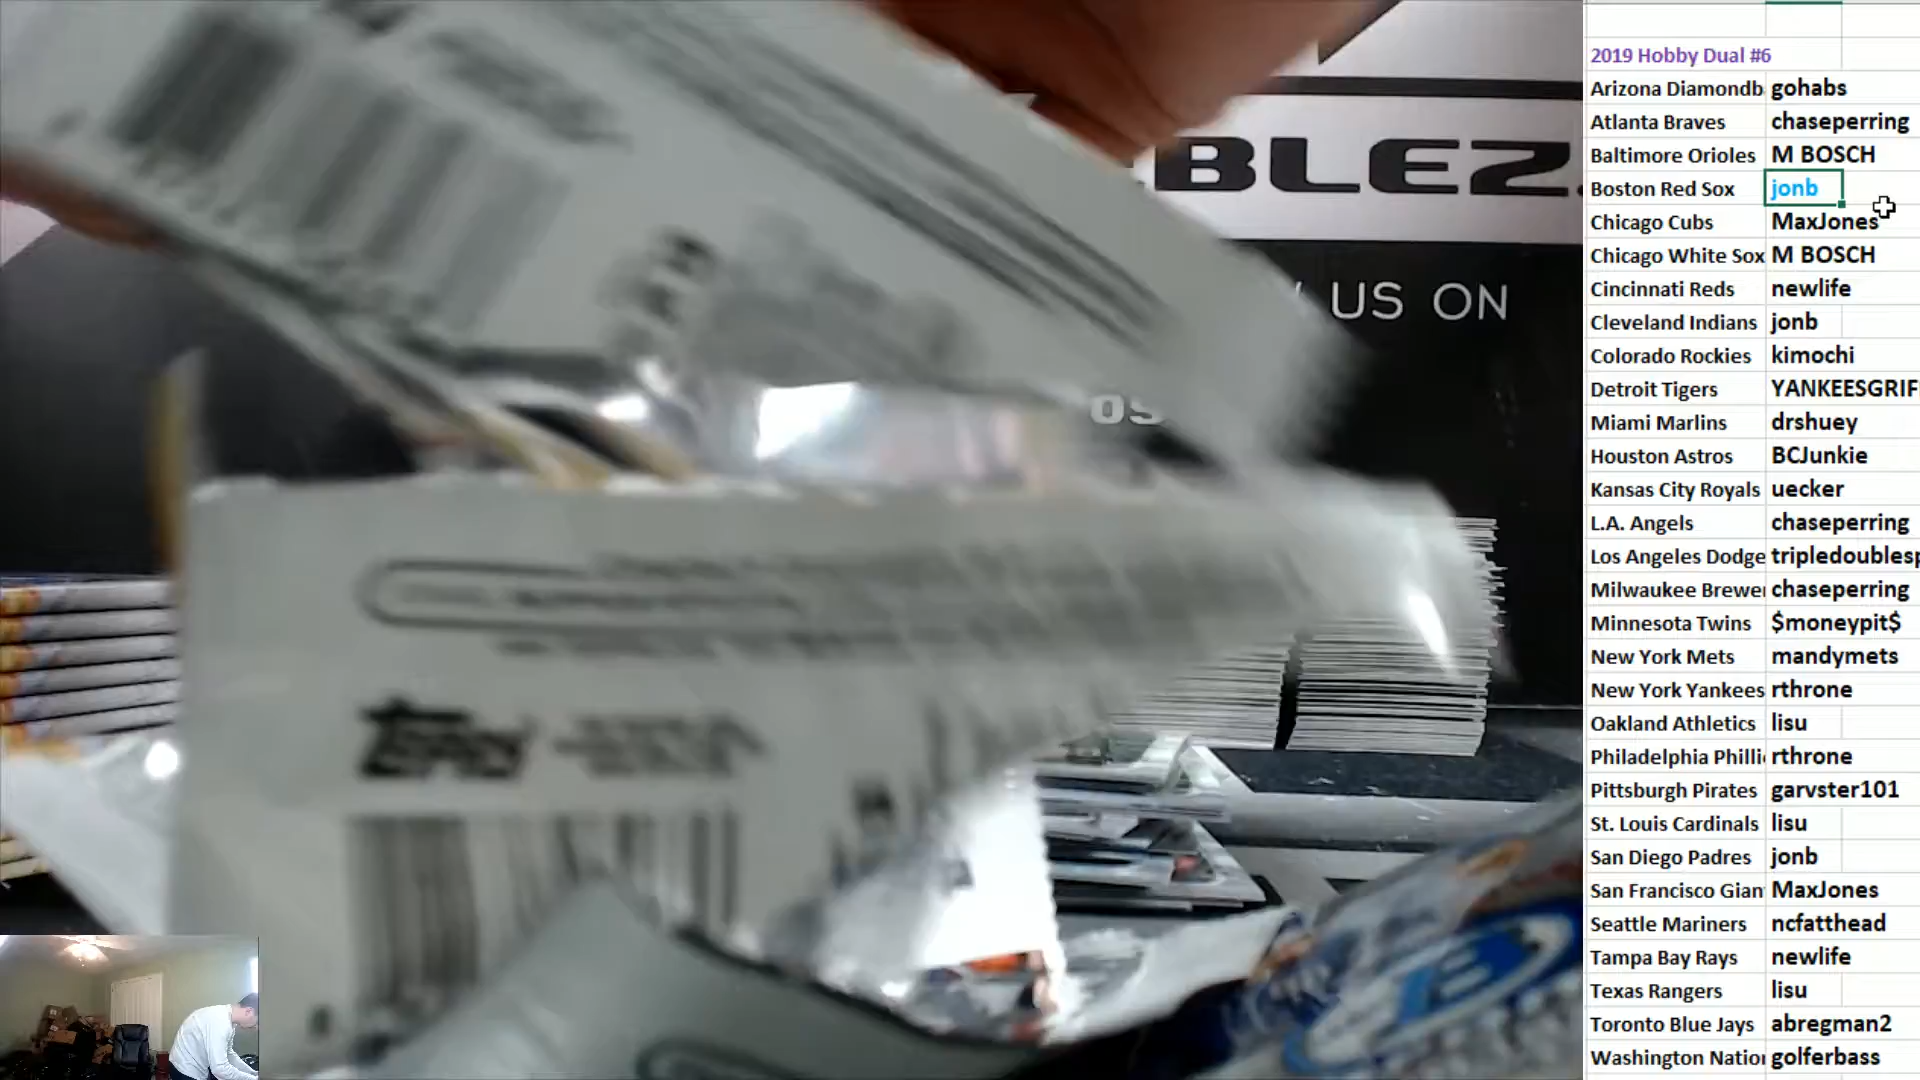 BLEZ
US ON
OS
topps
2019 Hobby Dual #6
Arizona Diamondb gohabs
Atlanta Braves chaseperring
Baltimore Orioles M BOSCH
Boston Red Sox jonb
Chicago Cubs MaxJones
Chicago White Sox M BOSCH
Cincinnati Reds newlife
Cleveland Indians jonb
Colorado Rockies kimochi
Detroit Tigers YANKEESGRIF
Miami Marlins drshuey
Houston Astros BCJunkie
Kansas City Royals uecker
L.A. Angels chaseperring
Los Angeles Dodge tripledoublesp
Milwaukee Brewer chaseperring
Minnesota Twins $moneypit$
New York Mets mandymets
New York Yankees rthrone
Oakland Athletics lisu
Philadelphia Philli rthrone
Pittsburgh Pirates garvster101
St. Louis Cardinals lisu
San Diego Padres jonb
San Francisco Gian MaxJones
Seattle Mariners ncfatthead
Tampa Bay Rays newlife
Texas Rangers lisu
Toronto Blue Jays abregman2
Washington Natio golferbass